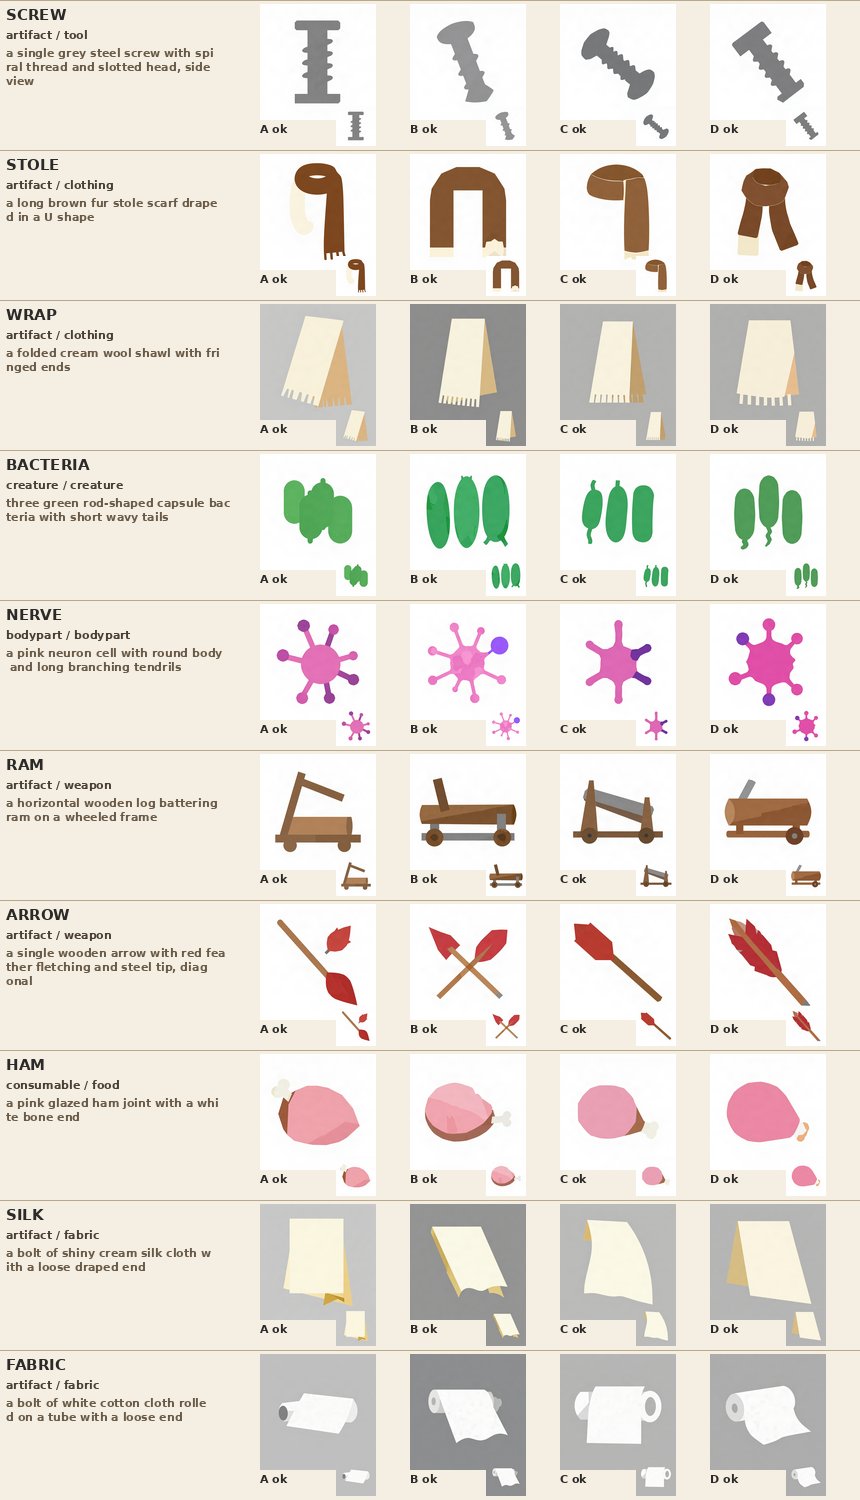 SCREW
artifact / tool
a single grey steel screw with spi
ral thread and slotted head, side
view
A ok
B ok
C ok
D ok
STOLE
artifact / clothing
a long brown fur stole scarf drape
d in a U shape
A ok
B ok
C ok
D ok
WRAP
artifact / clothing
a folded cream wool shawl with fri
nged ends
A ok
B ok
C ok
D ok
BACTERIA
creature / creature
three green rod-shaped capsule bac
teria with short wavy tails
A ok
B ok
C ok
D ok
NERVE
bodypart / bodypart
a pink neuron cell with round body
and long branching tendrils
A ok
B ok
C ok
D ok
RAM
artifact / weapon
a horizontal wooden log battering
ram on a wheeled frame
A ok
B ok
C ok
D ok
ARROW
artifact / weapon
a single wooden arrow with red fea
ther fletching and steel tip, diag
onal
A ok
B ok
C ok
D ok
HAM
consumable / food
a pink glazed ham joint with a whi
te bone end
A ok
B ok
C ok
D ok
SILK
artifact / fabric
a bolt of shiny cream silk cloth w
ith a loose draped end
A ok
B ok
C ok
D ok
FABRIC
artifact / fabric
a bolt of white cotton cloth rolle
d on a tube with a loose end
A ok
B ok
C ok
D ok